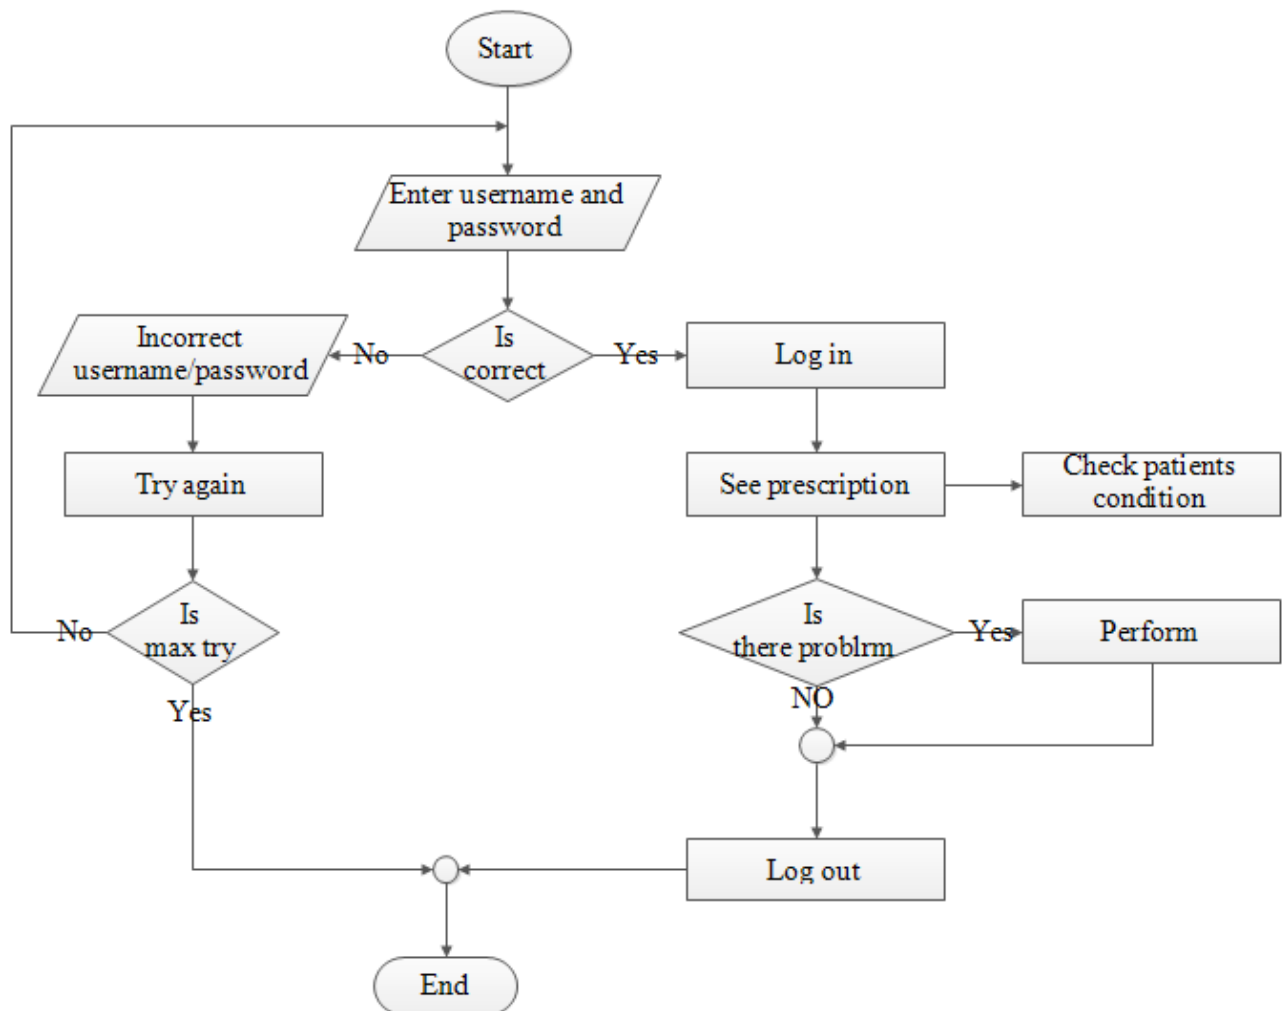 Start
Enter username and
password
Incorrect
username/password
No
Is
correct
Yes
Log in
Try again
See prescription
Check patients
condition
No
Is
max try
Is
there problrm
Yes
Perform
Yes
NO
Log out
End